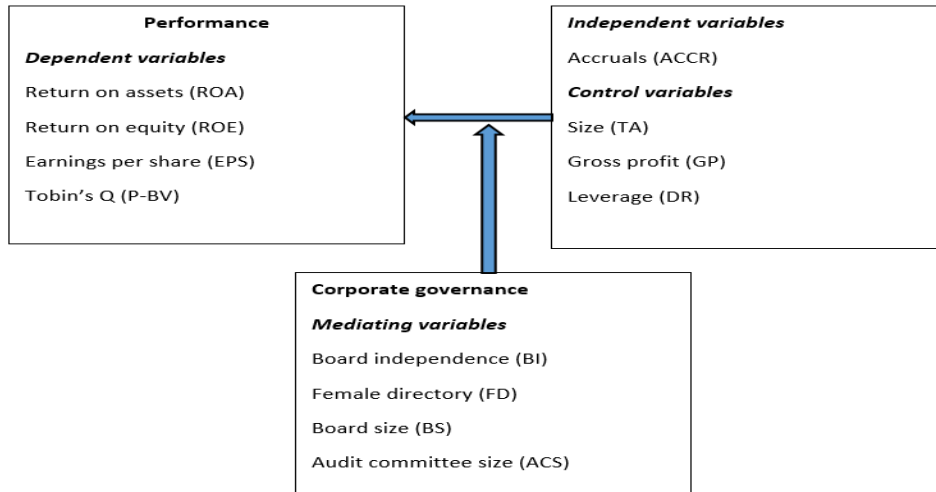 Performance
Dependent variables
Return on assets (ROA)
Return on equity (ROE)
Earnings per share (EPS)
Tobin’s Q (P-BV)
Independent variables
Accruals (ACCR)
Control variables
Size (TA)
Gross profit (GP)
Leverage (DR)
Corporate governance
Mediating variables
Board independence (BI)
Female directory (FD)
Board size (BS)
Audit committee size (ACS)